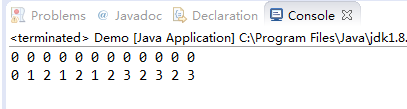 Problems @ Javadoc Declaration Console
<terminated> Demo [Java Application] C:\Program Files\Java\jdk1.8.
0 0 0 0 0 0 0 0 0 0 0 0 0
0 1 2 1 2 1 2 3 2 3 2 3